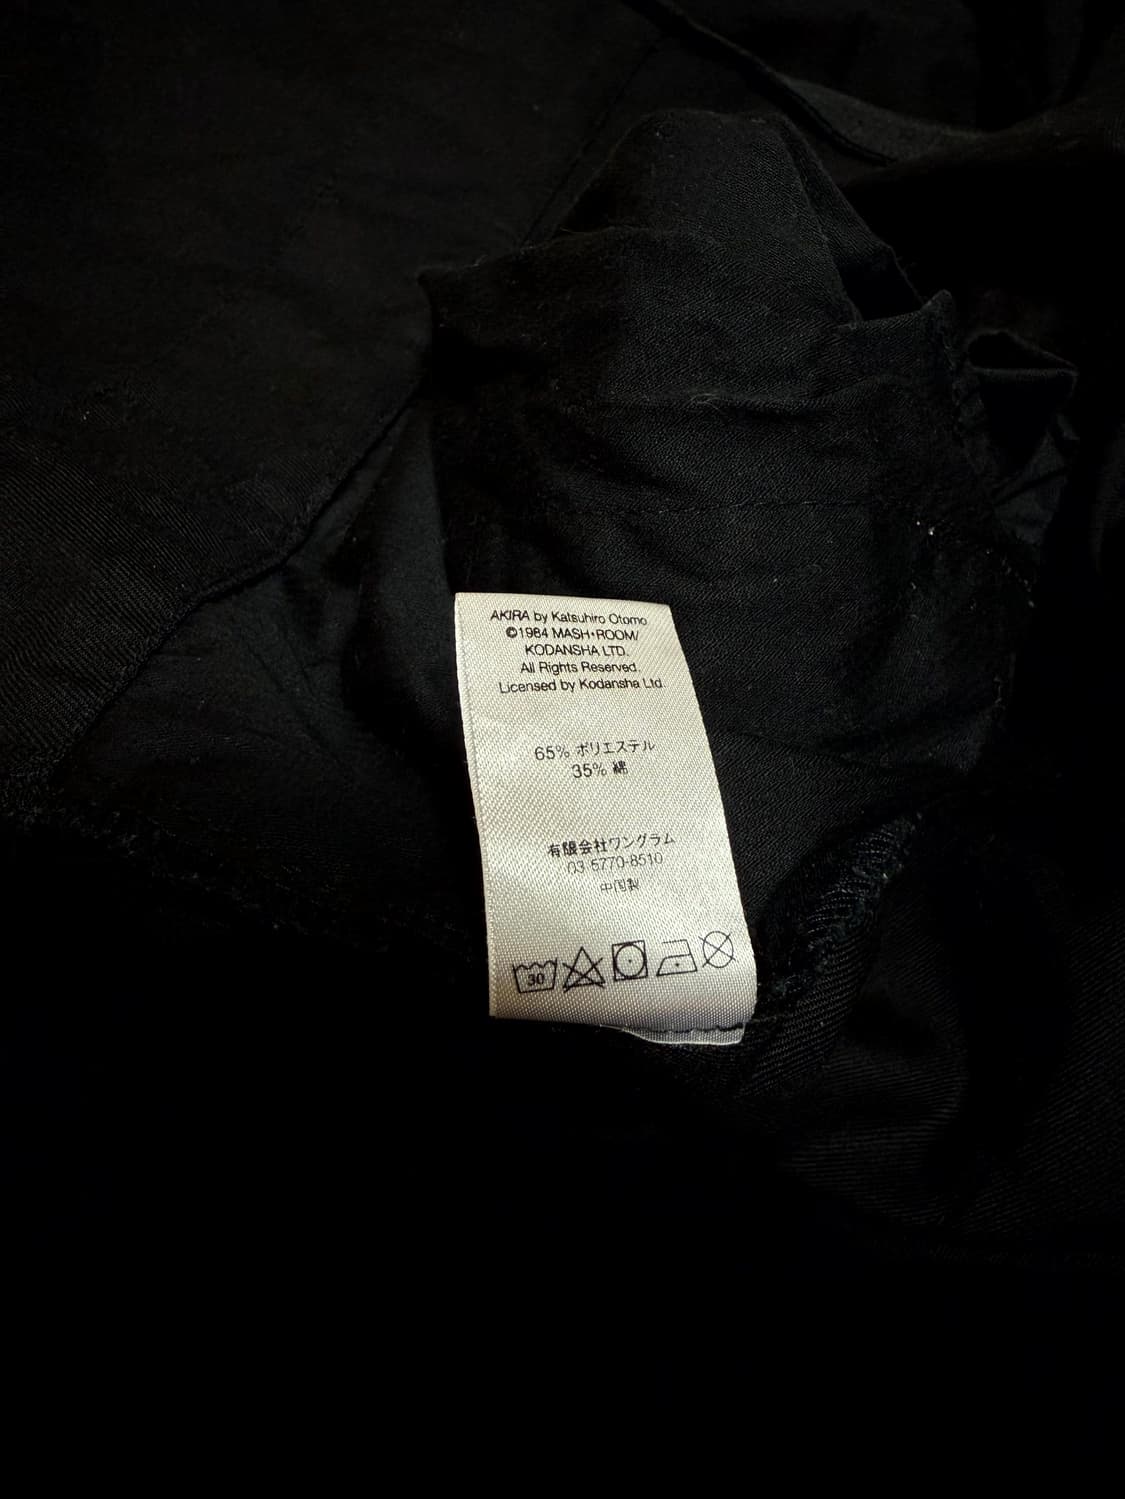 AKIRA by Katsuhiro Otomo
©1984 MASH•ROOM/
KODANSHA LTD.
All Rights Reserved.
Licensed by Kodansha Ltd.
65% ポリエステル
35% 綿
有限会社ワングラム
03 5770-8510
中国製
30